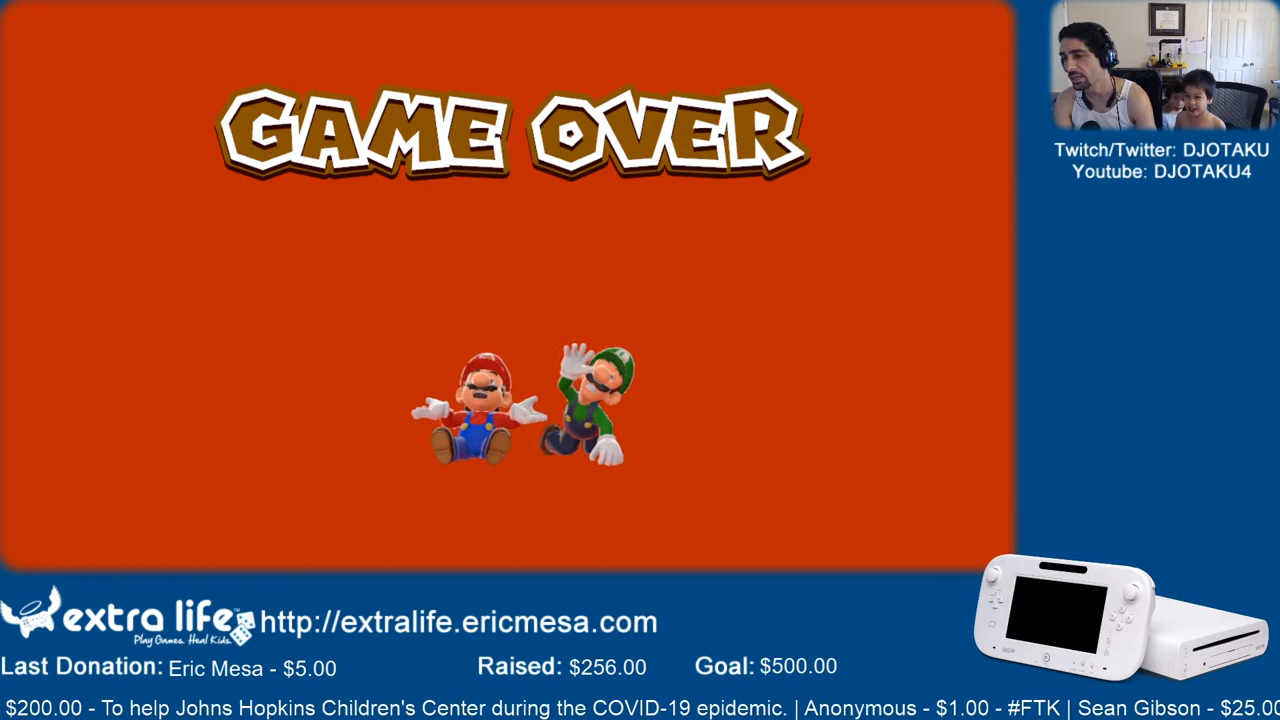 GAME OVER
Twitch/Twitter: DJOTAKU
Youtube: DJOTAKU4
extra life
Play Games. Heal Kids.
http://extralife.ericmesa.com
Last Donation: Eric Mesa - $5.00 Raised: $256.00 Goal: $500.00
$200.00 - To help Johns Hopkins Children's Center during the COVID-19 epidemic. | Anonymous - $1.00 - #FTK | Sean Gibson - $25.00